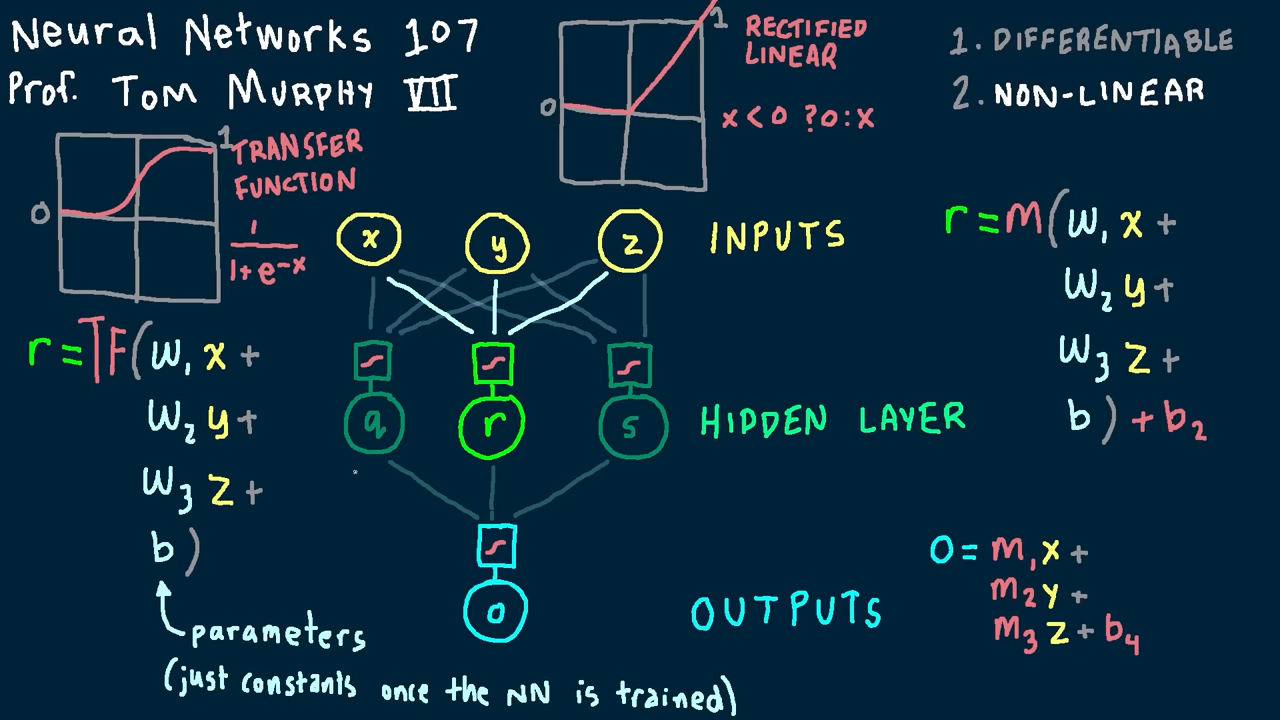 Neural Networks 107
Prof. Tom Murphy VII
0
1
TRANSFER
FUNCTION
1
1+e-x
0
1
RECTIFIED
LINEAR
x<0 ?0:x
1. DIFFERENTIABLE
2. NON-LINEAR
x y z INPUTS
r=TF(W1 x +
W2 y +
W3 z +
b)
parameters
(just constants once the NN is trained)
q r s HIDDEN LAYER
o OUTPUTS
r=m(W1 x +
W2 y +
W3 z +
b) + b2
O= m1x +
m2y +
m3 z + b4